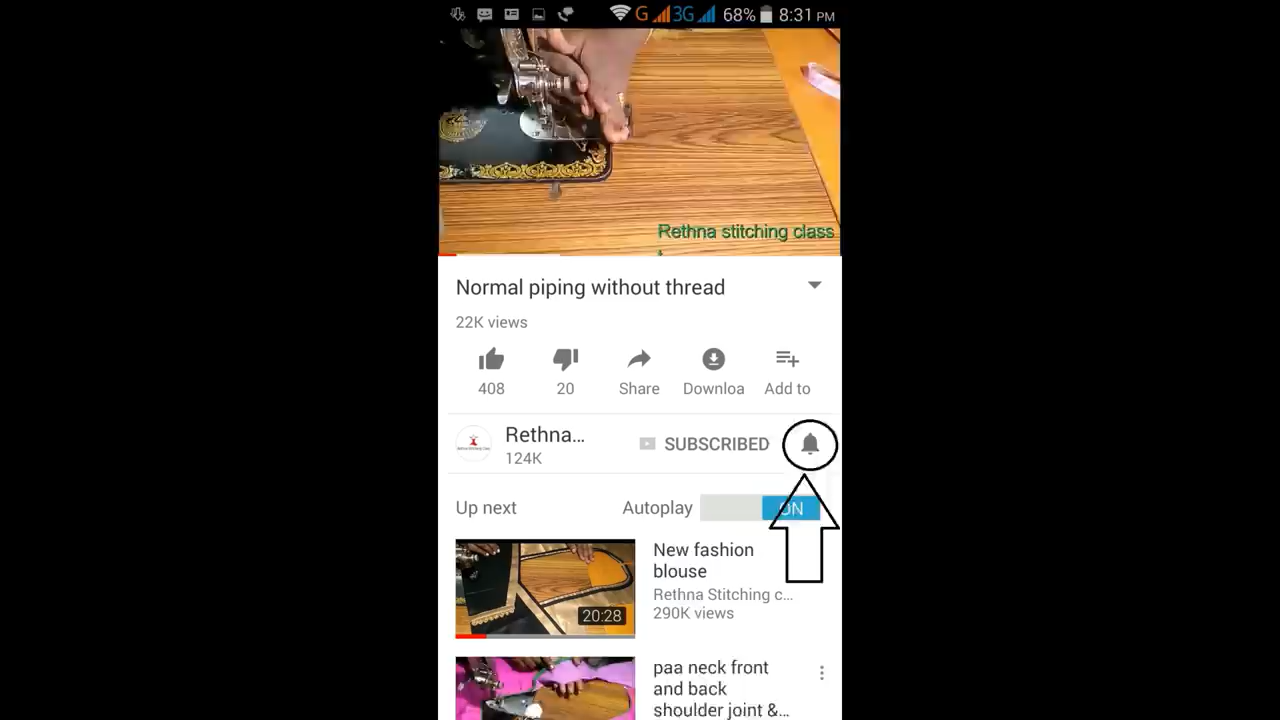 G 3G 68% 8:31 PM
Rethna stitching class
Normal piping without thread
22K views
408 20 Share Downloa Add to
Rethna... SUBSCRIBED
124K
Up next Autoplay ON
New fashion
blouse
Rethna Stitching c...
290K views
20:28
paa neck front
and back
shoulder joint &...